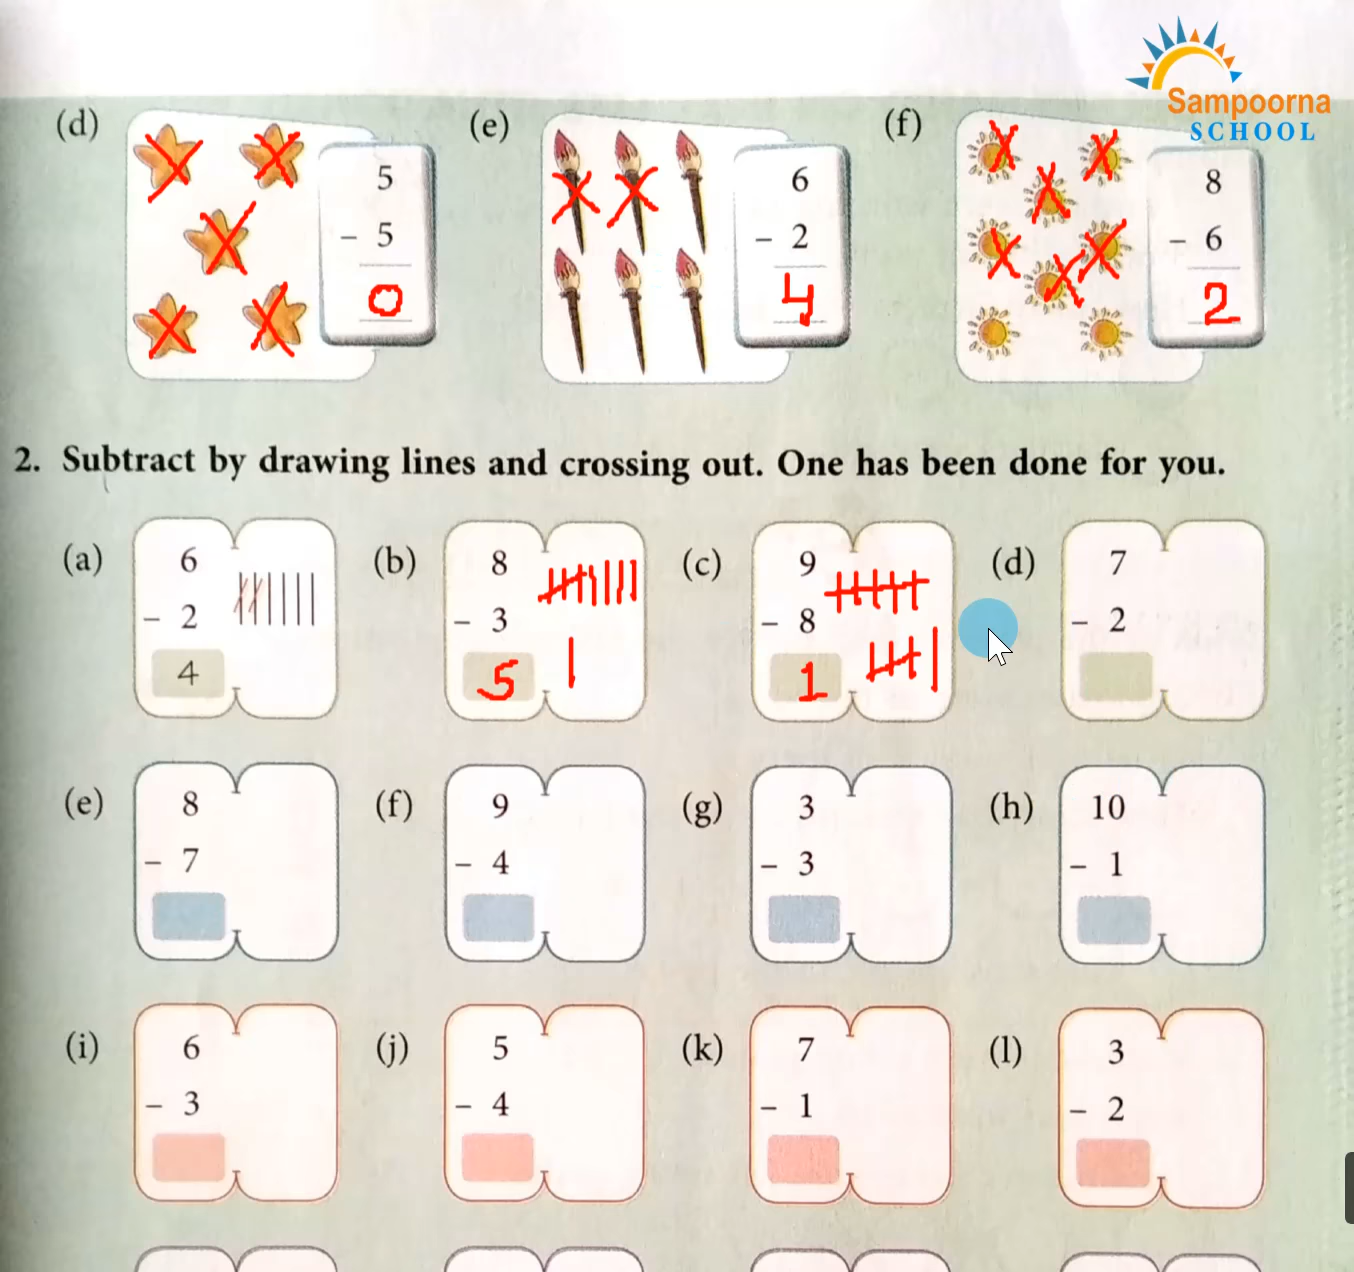 Sampoorna
SCHOOL
(d) (e) (f)
5 6 8
- 5 - 2 - 6
0 4 2
2. Subtract by drawing lines and crossing out. One has been done for you.
(a) (b) (c) (d)
6 8 9 7
- 2 - 3 - 8 - 2
4 5 1
(e) (f) (g) (h)
8 9 3 10
- 7 - 4 - 3 - 1
(i) (j) (k) (l)
6 5 7 3
- 3 - 4 - 1 - 2